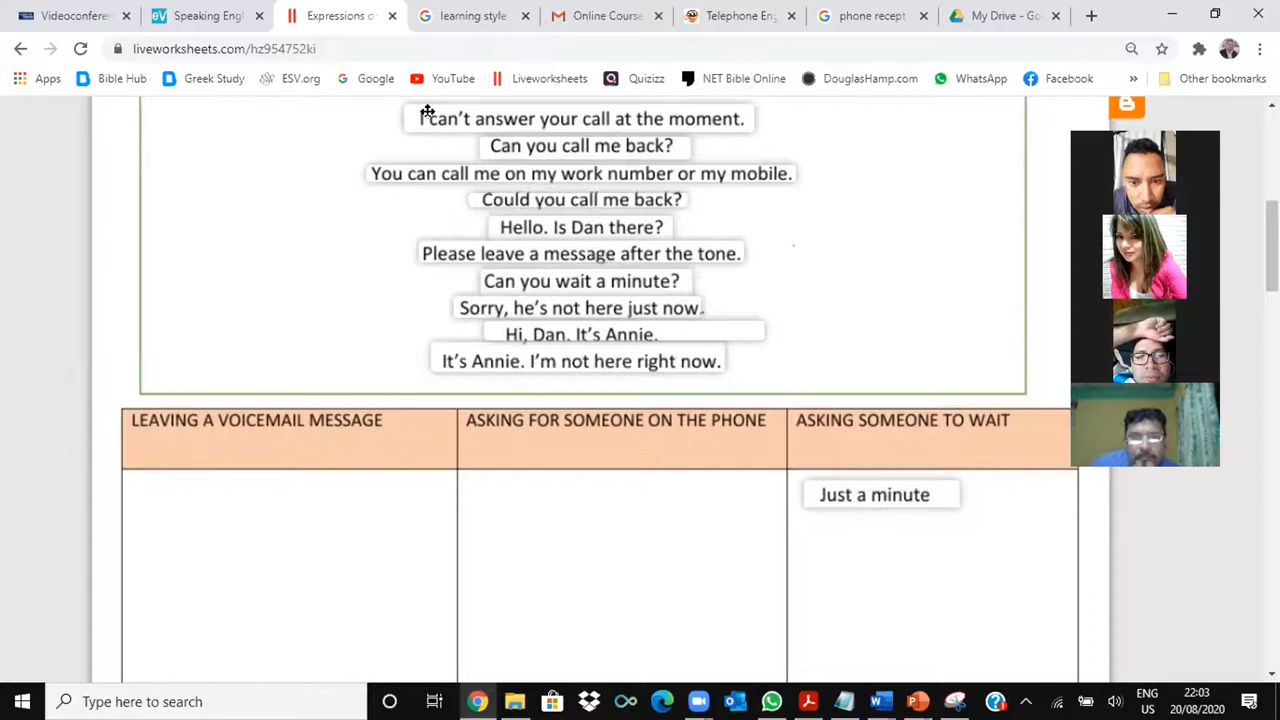 Videoconferen
Speaking Engl
Expressions o
learning style
Online Course
Telephone Eng
phone recept
My Drive - Go
liveworksheets.com/hz954752ki
Apps
Bible Hub
Greek Study
ESV.org
Google
YouTube
Liveworksheets
Quizizz
NET Bible Online
DouglasHamp.com
WhatsApp
Facebook
»
Other bookmarks
I can't answer your call at the moment.
Can you call me back?
You can call me on my work number or my mobile.
Could you call me back?
Hello. Is Dan there?
Please leave a message after the tone.
Can you wait a minute?
Sorry, he's not here just now.
Hi, Dan. It's Annie.
It's Annie. I'm not here right now.
LEAVING A VOICEMAIL MESSAGE
ASKING FOR SOMEONE ON THE PHONE
ASKING SOMEONE TO WAIT
Just a minute
Type here to search
ENG
US
22:03
20/08/2020